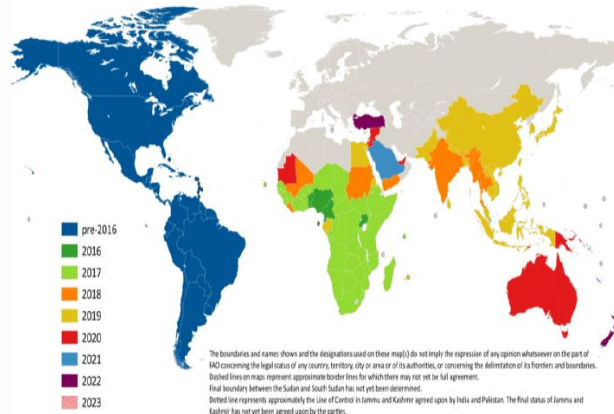 pre-2016
2016
2017
2018
2019
2020
2021
2022
2023
The boundaries and names shown and the designations used on these map(s) do not imply the expression of any opinion whatsoever on the part of
FAO concerning the legal status of any country, territory, city or area or of its authorities, or concerning the delimitation of its frontiers and boundaries.
Dashed lines on maps represent approximate border lines for which there may not yet be full agreement.
Final boundary between the Sudan and South Sudan has not yet been determined.
Dotted line represents approximately the Line of Control in Jammu and Kashmir agreed upon by India and Pakistan. The final status of Jammu and
Kashmir has not yet been agreed upon by the parties.